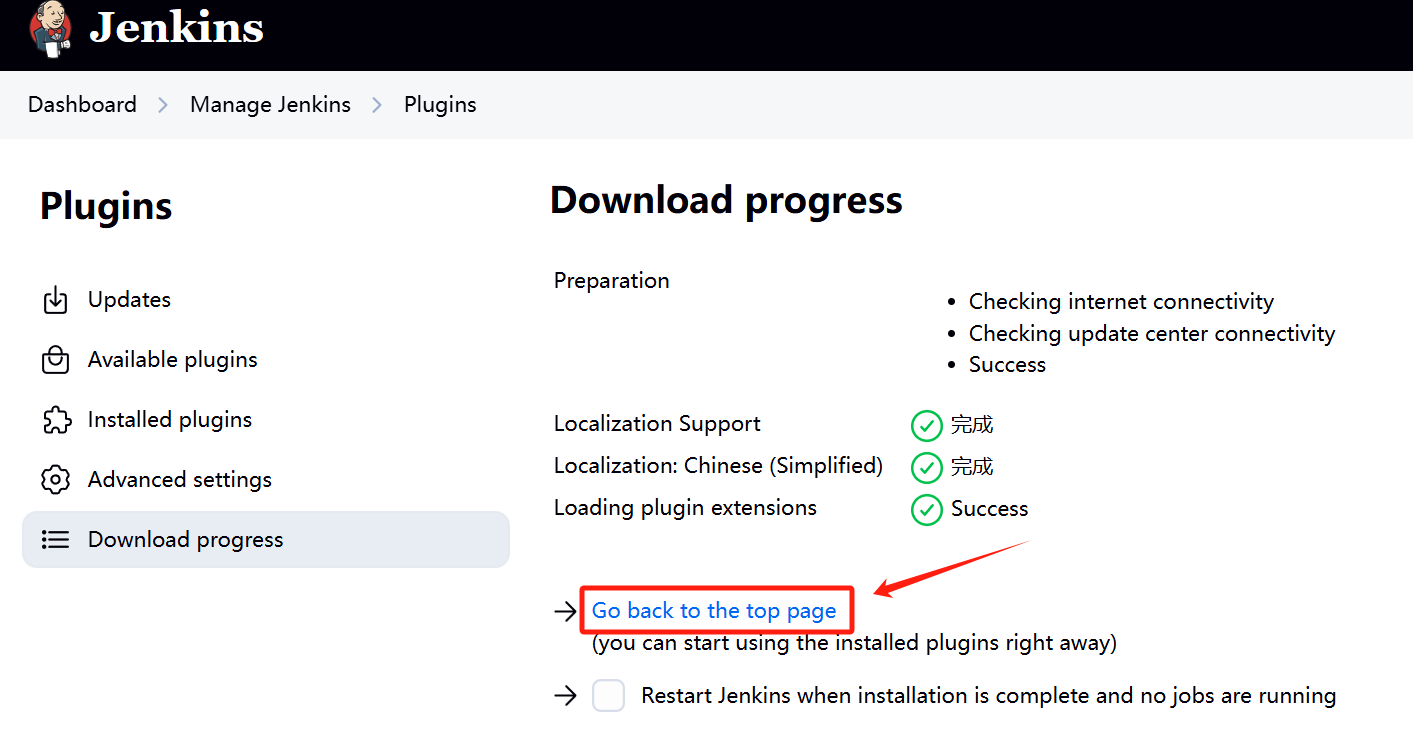 Jenkins
Dashboard > Manage Jenkins > Plugins
Plugins
Updates
Available plugins
Installed plugins
Advanced settings
Download progress
Download progress
Preparation
• Checking internet connectivity
• Checking update center connectivity
• Success
Localization Support 完成
Localization: Chinese (Simplified) 完成
Loading plugin extensions Success
→ Go back to the top page
(you can start using the installed plugins right away)
→ Restart Jenkins when installation is complete and no jobs are running